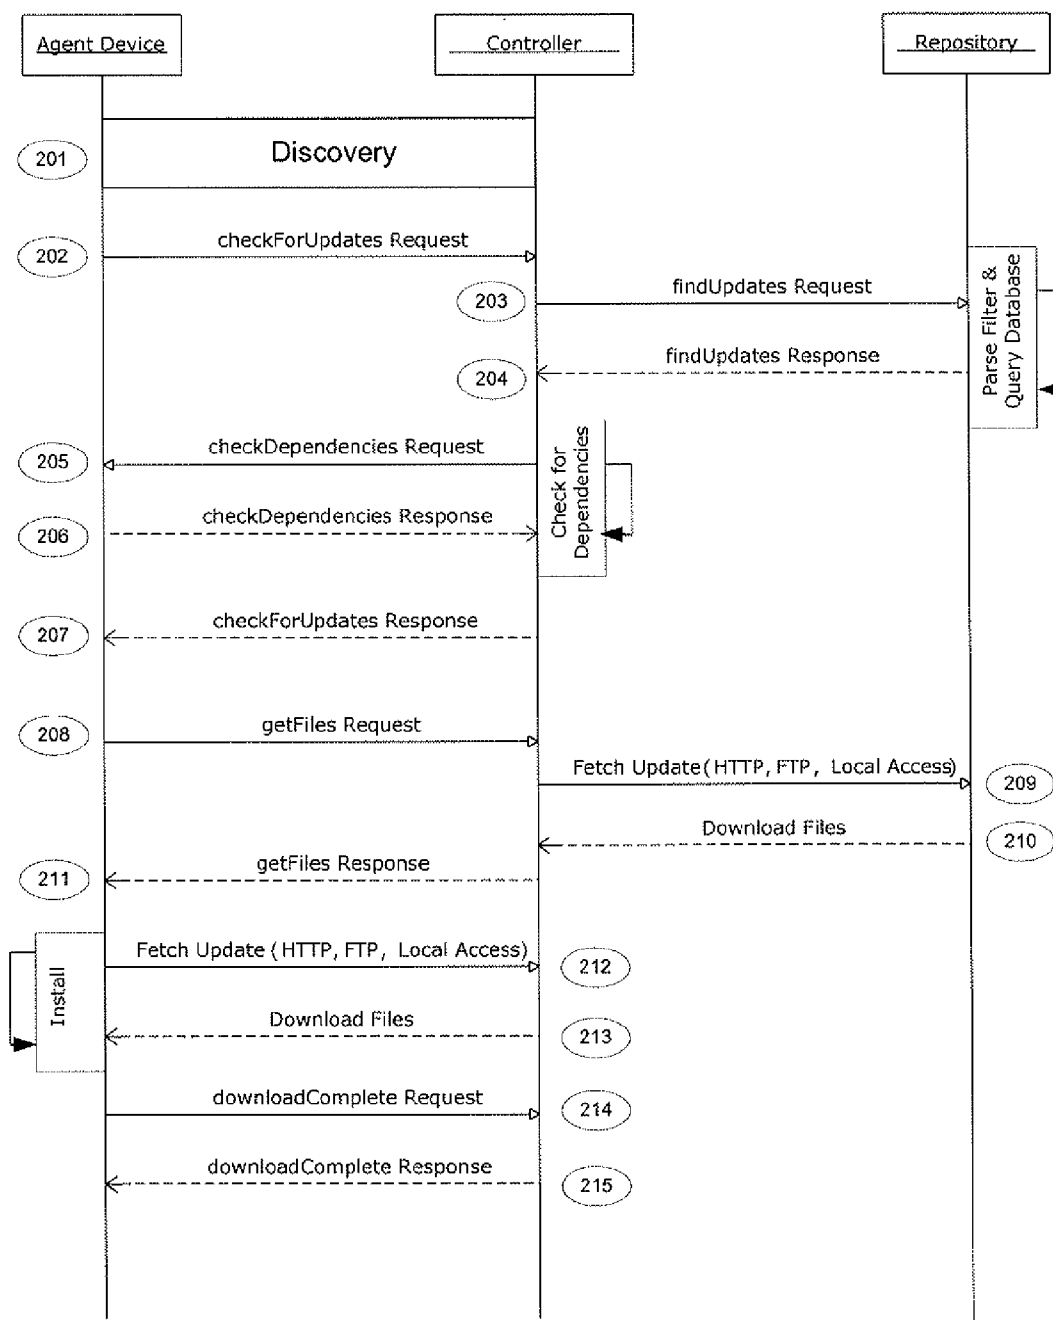 Agent Device
Controller
Repository
201
Discovery
202
checkForUpdates Request
203
findUpdates Request
Parse Filter &
Query Database
204
findUpdates Response
205
checkDependencies Request
Check for
Dependencies
206
checkDependencies Response
207
checkForUpdates Response
208
getFiles Request
Fetch Update(HTTP, FTP, Local Access)
209
Download Files
210
211
getFiles Response
Install
Fetch Update (HTTP, FTP, Local Access)
212
Download Files
213
downloadComplete Request
214
downloadComplete Response
215